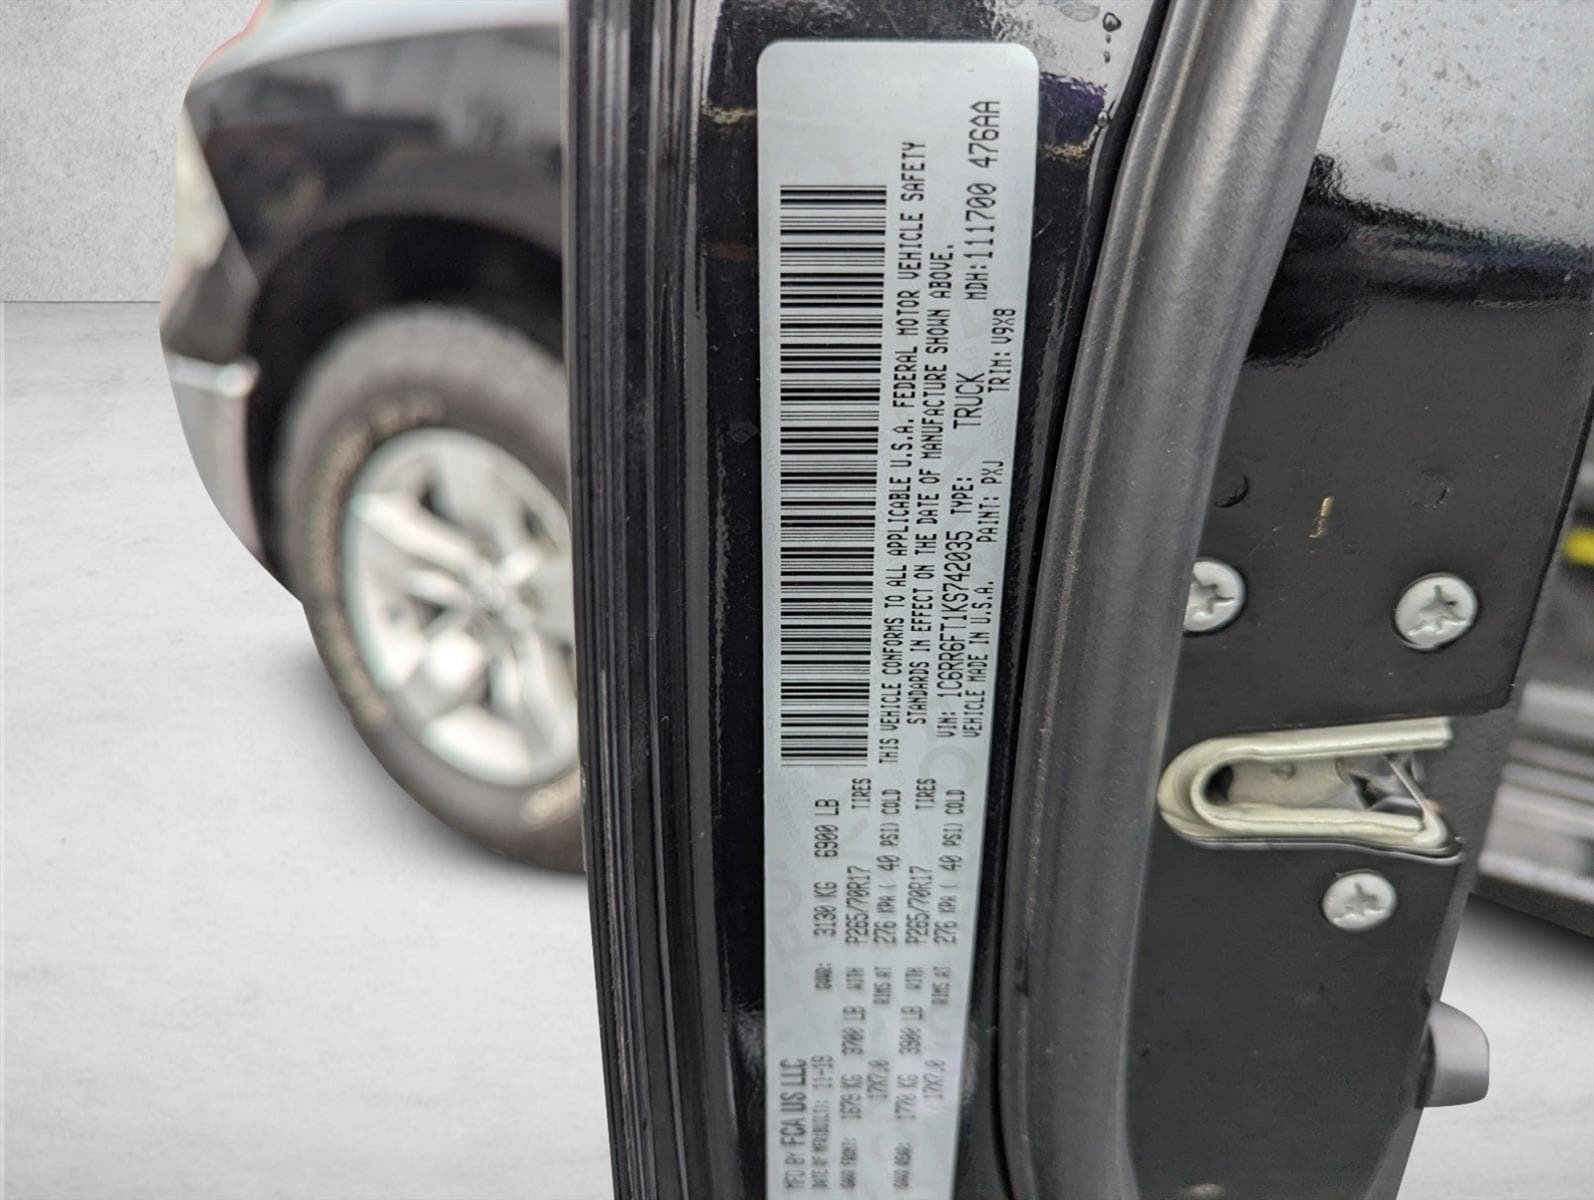 MFD BY FCA US LLC
DATE OF MFR(BUILT): 11-19 GVWR: 3130 KG 6900 LB
GAWR FRONT: 1679 KG 3700 LB WITH P265/70R17 TIRES
17X7.0 RIMS AT 276 KPA ( 40 PSI) COLD
GAWR REAR: 1770 KG 3900 LB WITH P265/70R17 TIRES
17X7.0 RIMS AT 276 KPA ( 40 PSI) COLD
THIS VEHICLE CONFORMS TO ALL APPLICABLE U.S.A. FEDERAL MOTOR VEHICLE SAFETY
STANDARDS IN EFFECT ON THE DATE OF MANUFACTURE SHOWN ABOVE.
VIN: 1C6RR6FT1KS742035 TYPE: TRUCK MDH:111700 476AA
VEHICLE MADE IN U.S.A. PAINT: PXJ TRIM: V9X8